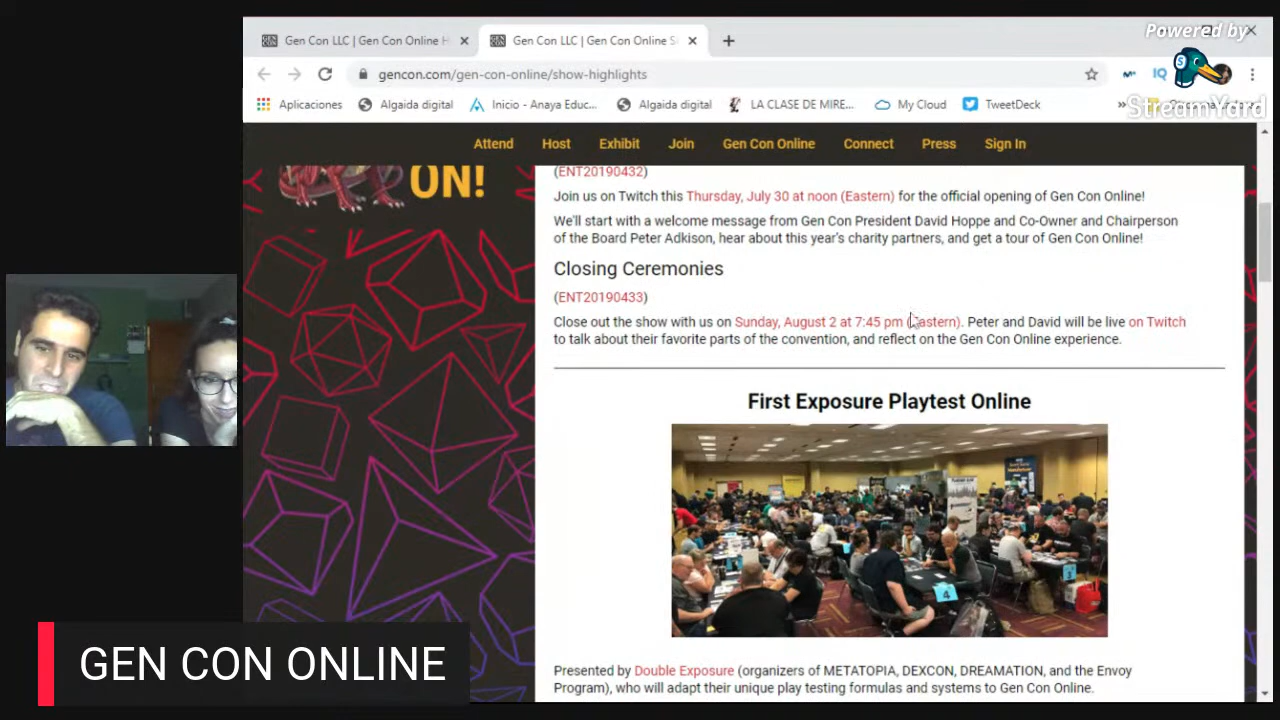 Powered by
StreamYard
Gen Con LLC | Gen Con Online H
Gen Con LLC | Gen Con Online S
gencon.com/gen-con-online/show-highlights
IQ
Aplicaciones
Algaida digital
Inicio - Anaya Educ...
Algaida digital
LA CLASE DE MIRE...
My Cloud
TweetDeck
»
Attend
Host
Exhibit
Join
Gen Con Online
Connect
Press
Sign In
ON!
(ENT20190432)
Join us on Twitch this Thursday, July 30 at noon (Eastern) for the official opening of Gen Con Online!
We'll start with a welcome message from Gen Con President David Hoppe and Co-Owner and Chairperson
of the Board Peter Adkison, hear about this year's charity partners, and get a tour of Gen Con Online!
Closing Ceremonies
(ENT20190433)
Close out the show with us on Sunday, August 2 at 7:45 pm (Eastern). Peter and David will be live on Twitch
to talk about their favorite parts of the convention, and reflect on the Gen Con Online experience.
First Exposure Playtest Online
4
Presented by Double Exposure (organizers of METATOPIA, DEXCON, DREAMATION, and the Envoy
Program), who will adapt their unique play testing formulas and systems to Gen Con Online.
GEN CON ONLINE